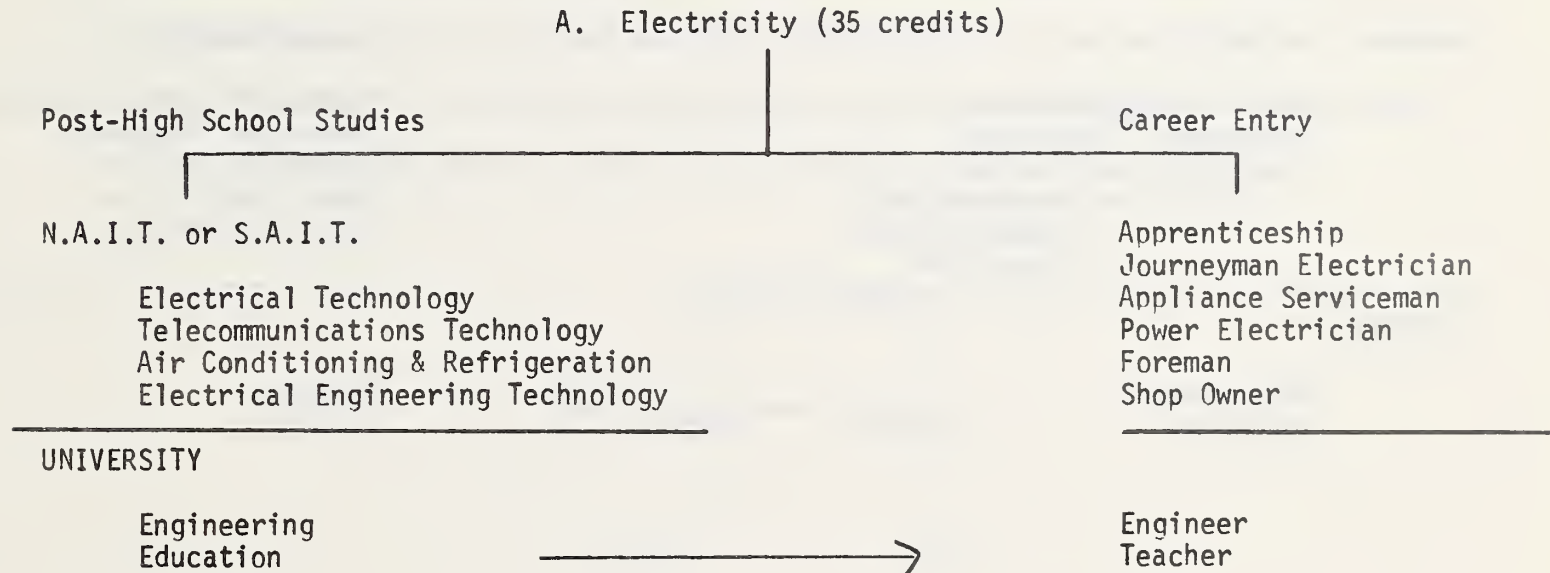 A. Electricity (35 credits)
Post-High School Studies
Career Entry
N.A.I.T. or S.A.I.T.
Electrical Technology
Telecommunications Technology
Air Conditioning & Refrigeration
Electrical Engineering Technology
Apprenticeship
Journeyman Electrician
Appliance Serviceman
Power Electrician
Foreman
Shop Owner
UNIVERSITY
Engineering
Education
Engineer
Teacher